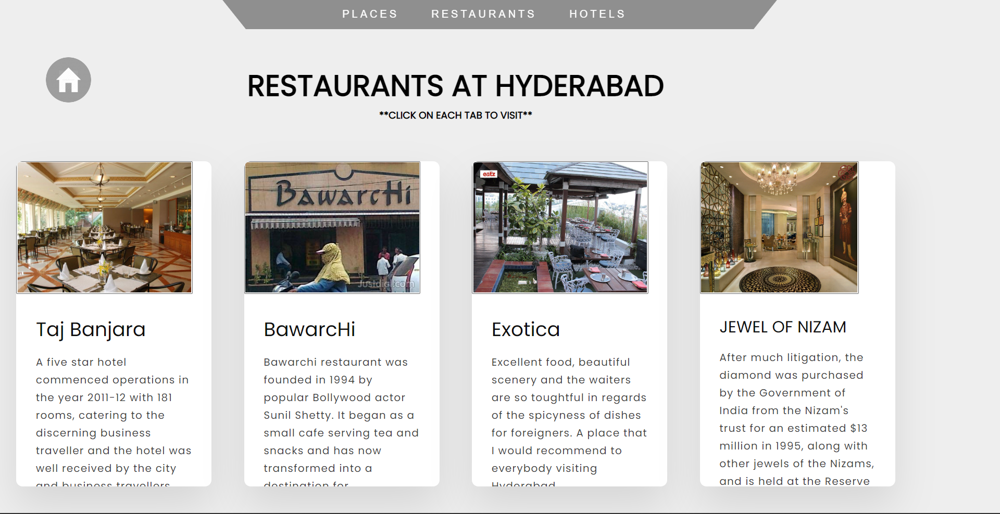 PLACES RESTAURANTS HOTELS
RESTAURANTS AT HYDERABAD
**CLICK ON EACH TAB TO VISIT**
BawarcHi
Justdial.com
eatz
Taj Banjara
A five star hotel
commenced operations in
the year 2011-12 with 181
rooms, catering to the
discerning business
traveller and the hotel was
well received by the city
and business travellers
BawarcHi
Bawarchi restaurant was
founded in 1994 by
popular Bollywood actor
Sunil Shetty. It began as a
small cafe serving tea and
snacks and has now
transformed into a
destination for
Exotica
Excellent food, beautiful
scenery and the waiters
are so toughtful in regards
of the spicyness of dishes
for foreigners. A place that
I would recommend to
everybody visiting
Hyderabad
JEWEL OF NIZAM
After much litigation, the
diamond was purchased
by the Government of
India from the Nizam's
trust for an estimated $13
million in 1995, along with
other jewels of the Nizams,
and is held at the Reserve